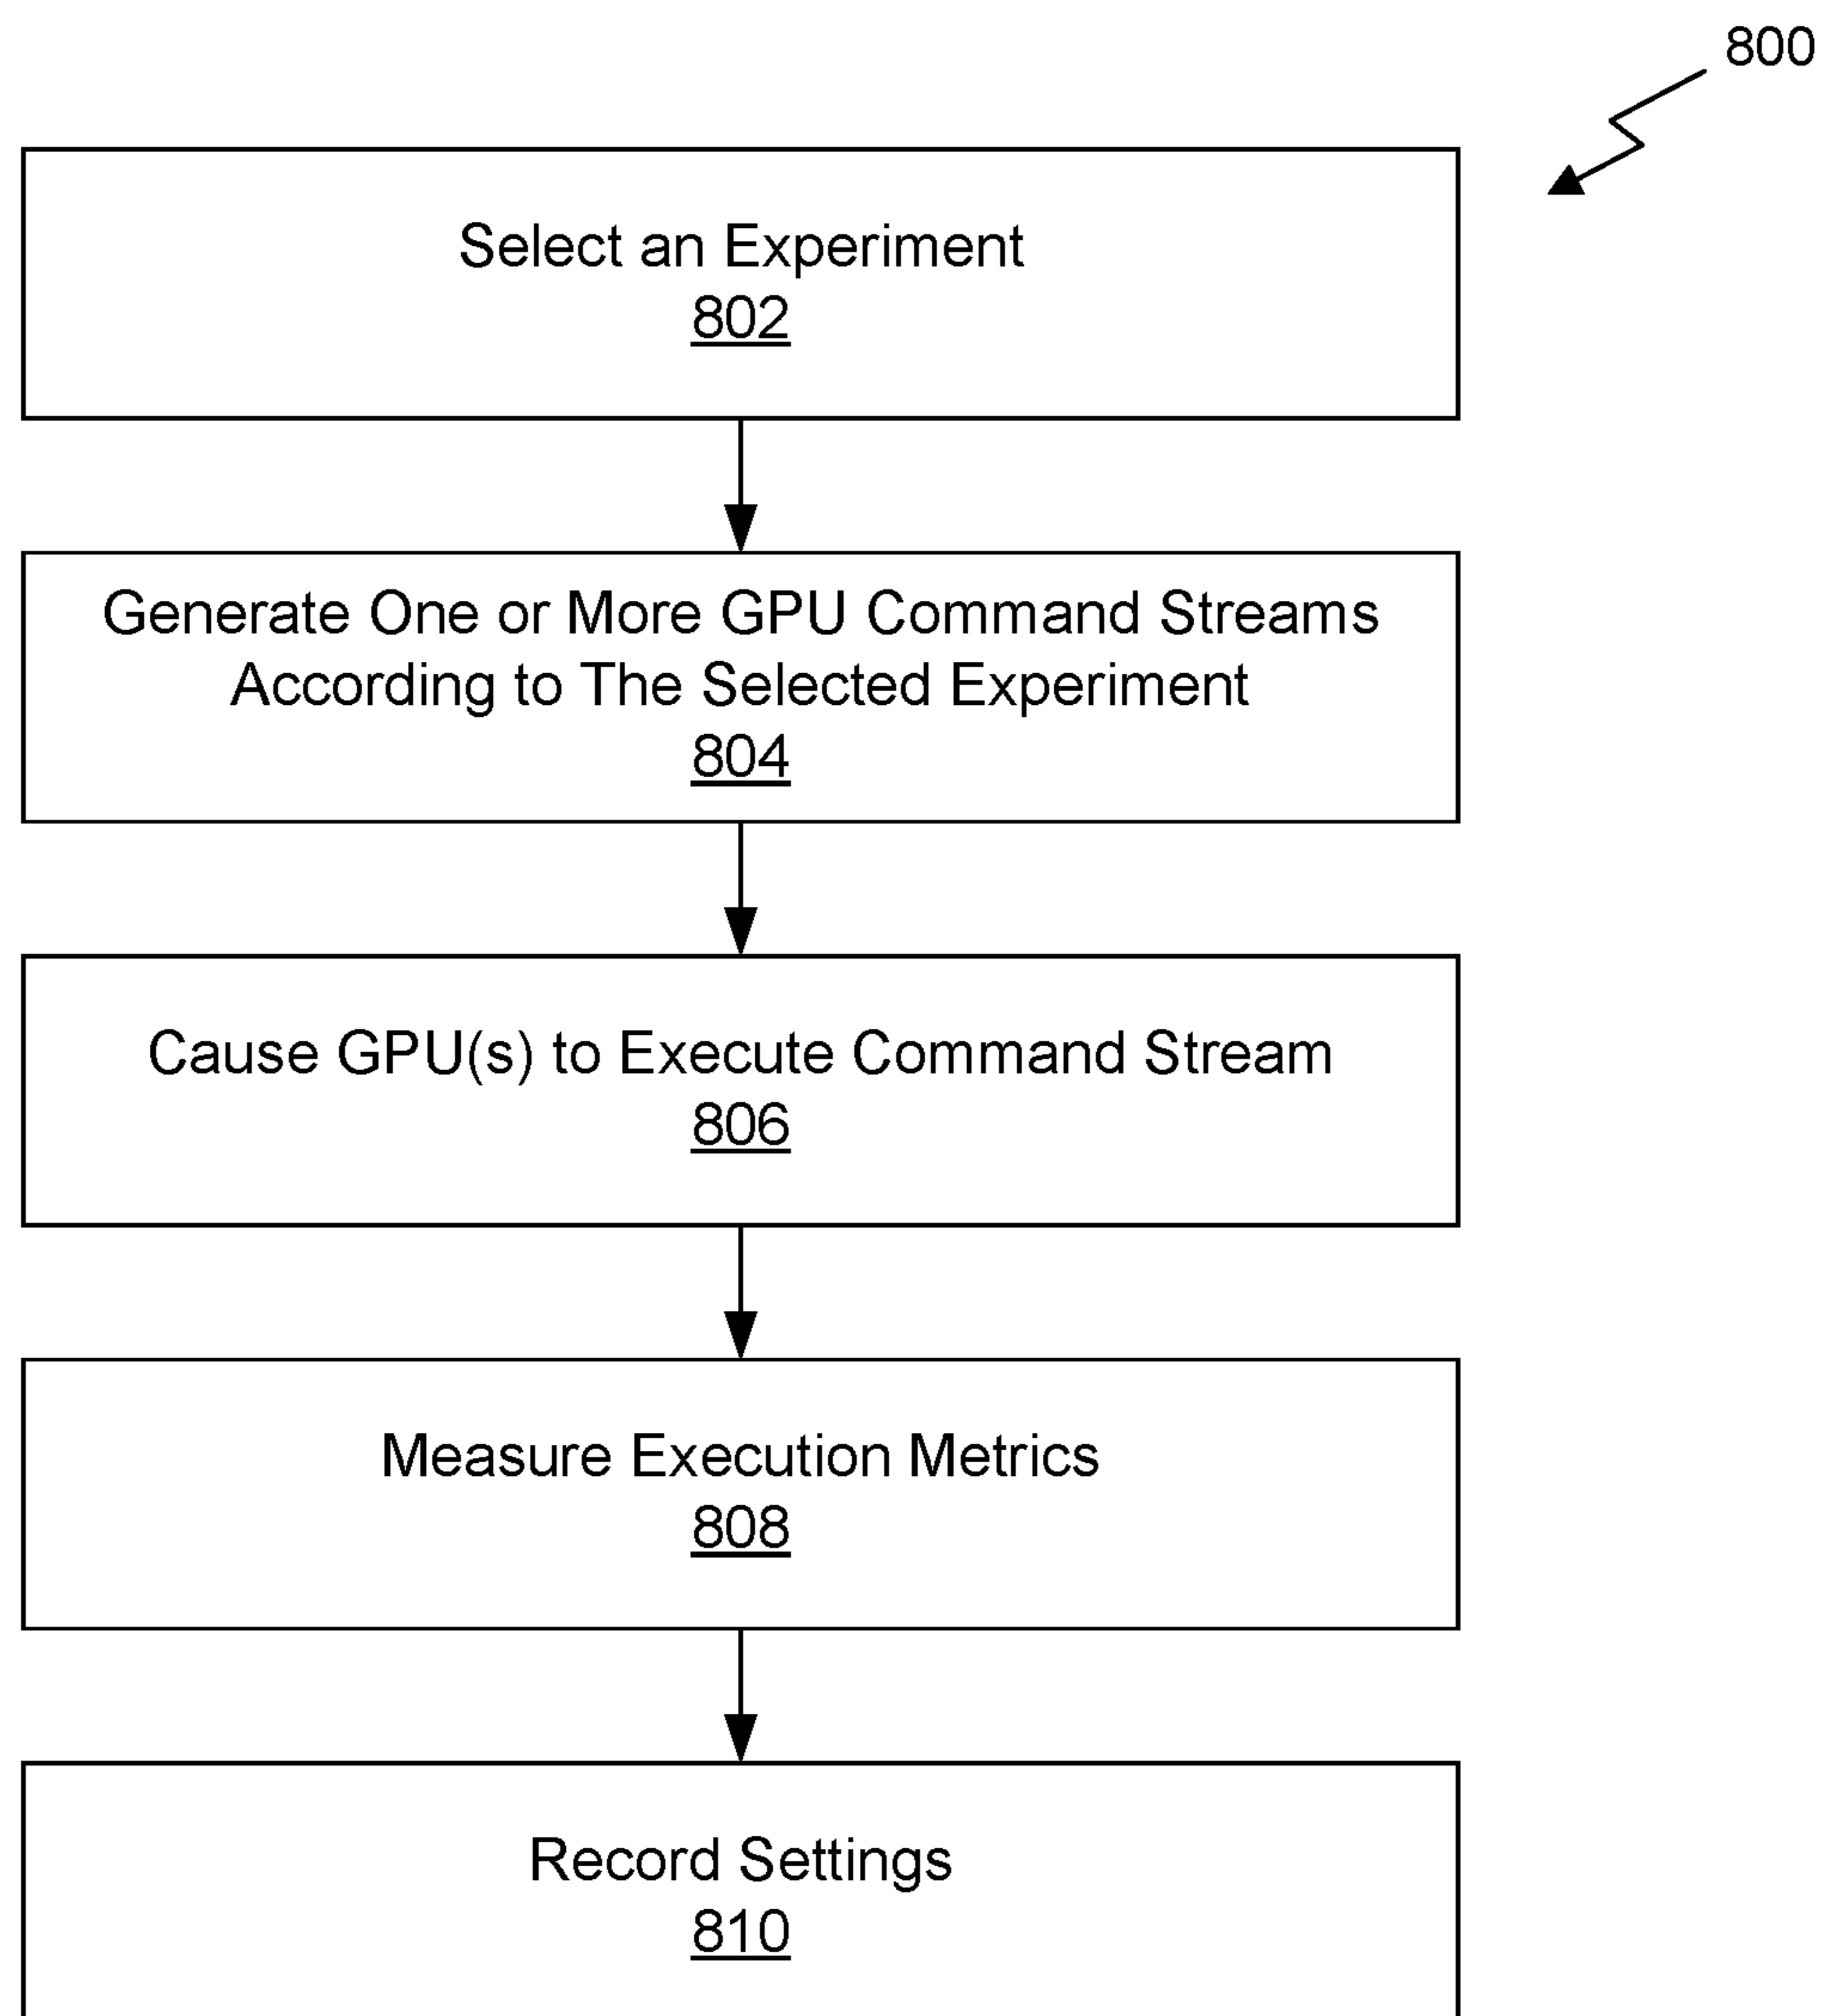 800
Select an Experiment
802
Generate One or More GPU Command Streams
According to The Selected Experiment
804
Cause GPU(s) to Execute Command Stream
806
Measure Execution Metrics
808
Record Settings
810